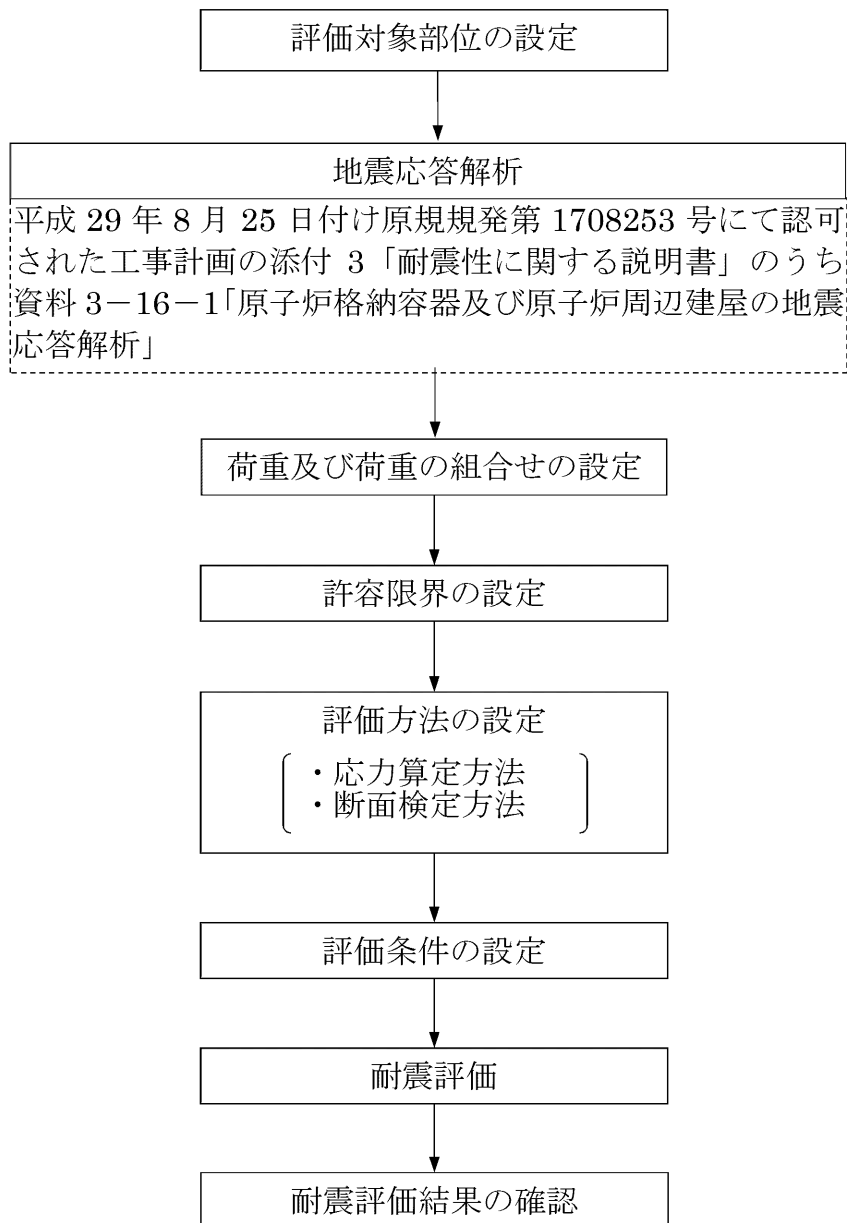 評価対象部位の設定
地震応答解析
平成 29 年 8 月 25 日付け原規規発第 1708253 号にて認可
された工事計画の添付 3「耐震性に関する説明書」のうち
資料 3－16－1「原子炉格納容器及び原子炉周辺建屋の地震
応答解析」
荷重及び荷重の組合せの設定
許容限界の設定
評価方法の設定
・応力算定方法
・断面検定方法
評価条件の設定
耐震評価
耐震評価結果の確認